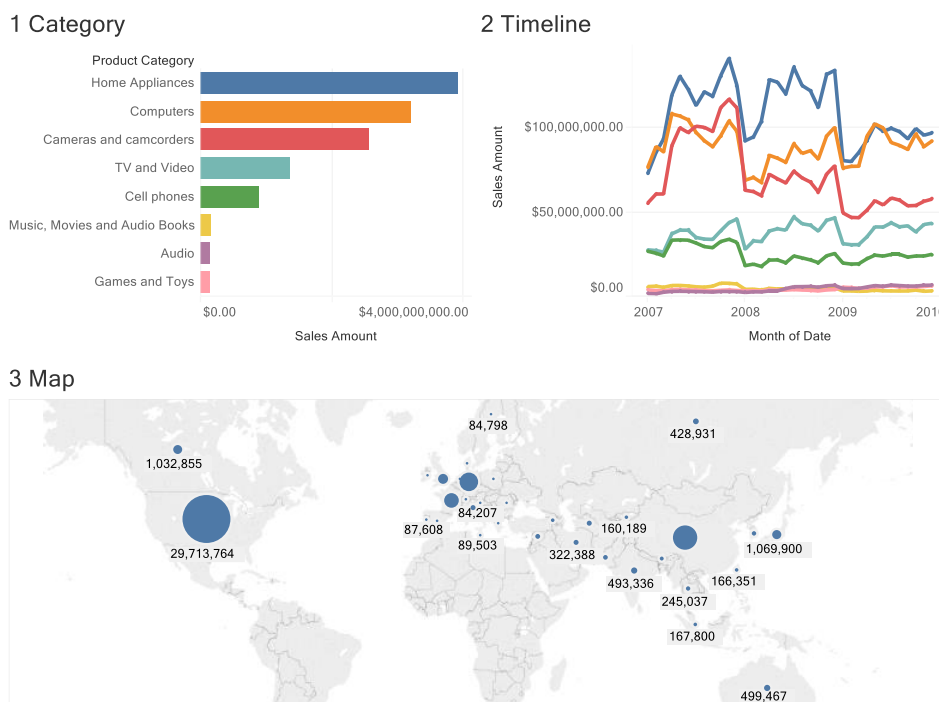 1 Category
Product Category
Home Appliances
Computers
Cameras and camcorders
TV and Video
Cell phones
Music, Movies and Audio Books
Audio
Games and Toys
$0.00 $4,000,000,000.00
Sales Amount
2 Timeline
Sales Amount
$100,000,000.00
$50,000,000.00
$0.00
2007 2008 2009
Month of Date
3 Map
84,798
428,931
1,032,855
84,207
87,608
160,189
29,713,764
89,503
322,388
1,069,900
493,336
166,351
245,037
167,800
499,467